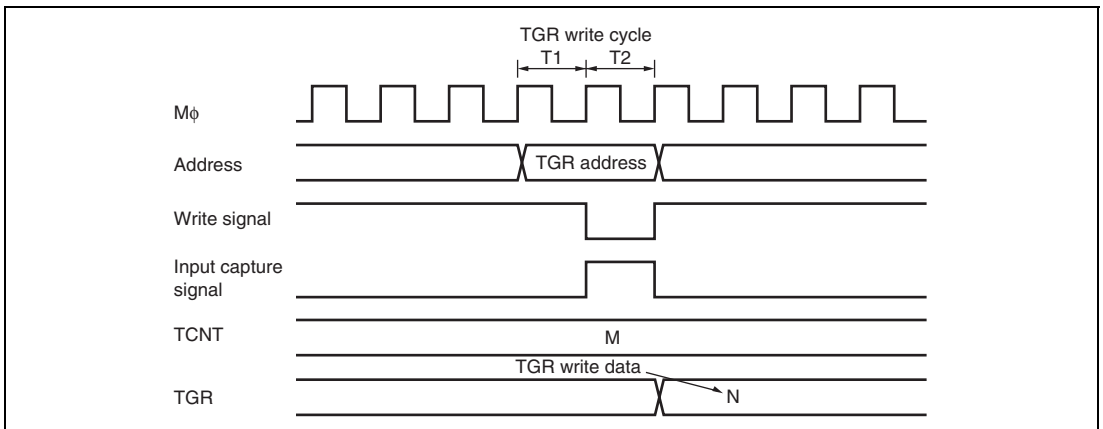 TGR write cycle
T1 T2
Mϕ
Address
TGR address
Write signal
Input capture
signal
TCNT
M
TGR write data
TGR
N